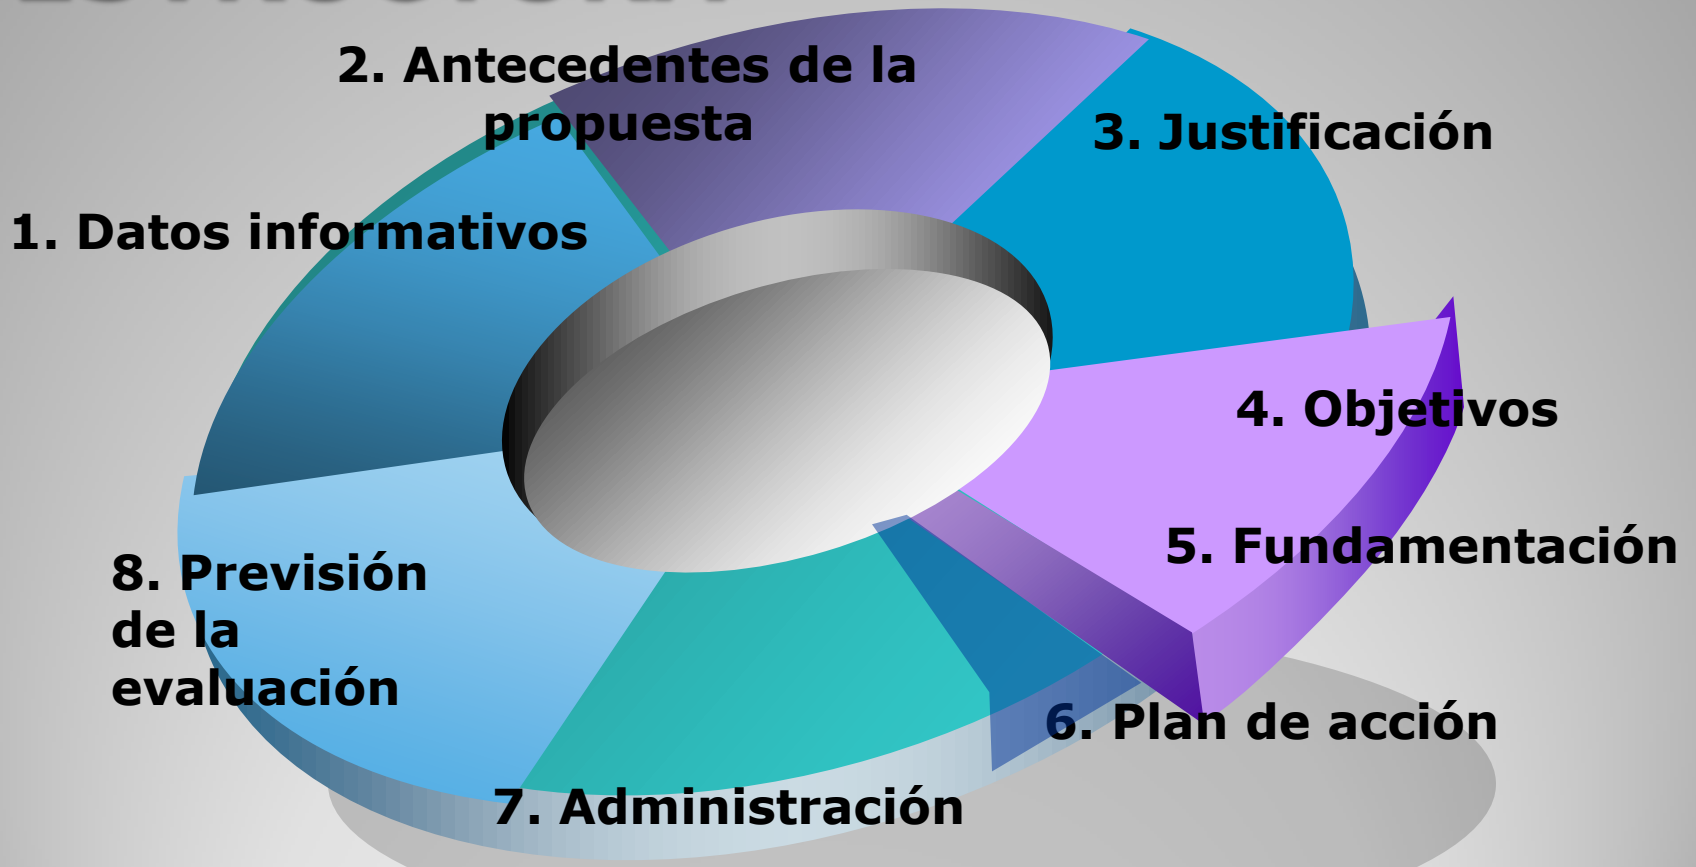 2. Antecedentes de la
propuesta
3. Justificación
1. Datos informativos
4. Objetivos
5. Fundamentación
8. Previsión
de la
evaluación
6. Plan de acción
7. Administración